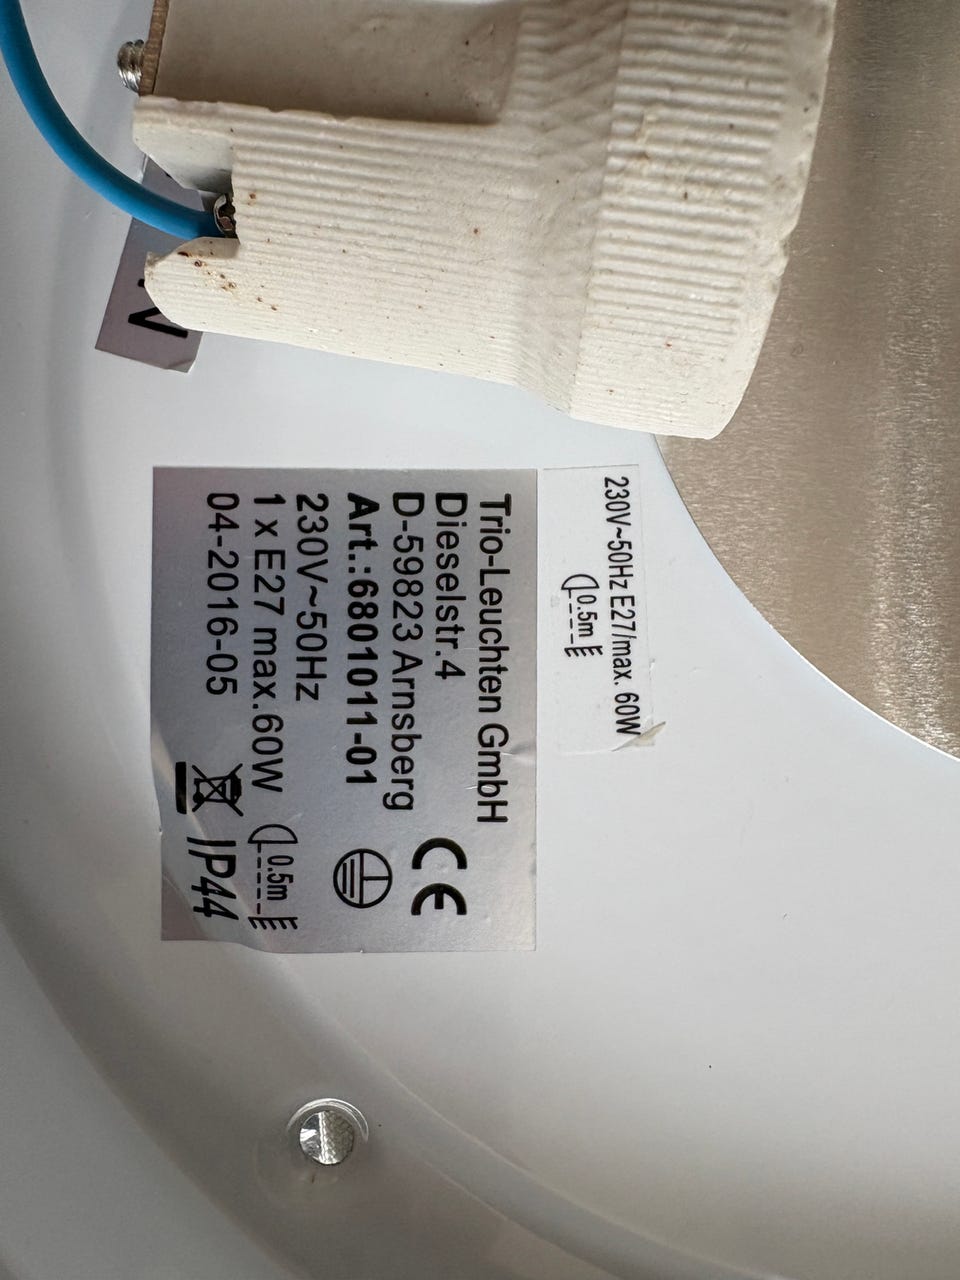 230V~50Hz E27/max. 60W
0.5m
Trio-Leuchten GmbH
Dieselstr.4
D-59823 Arnsberg
CE
Art.:6801011-01
230V~50Hz
1 x E27 max.60W 0.5m
04-2016-05 IP44
N